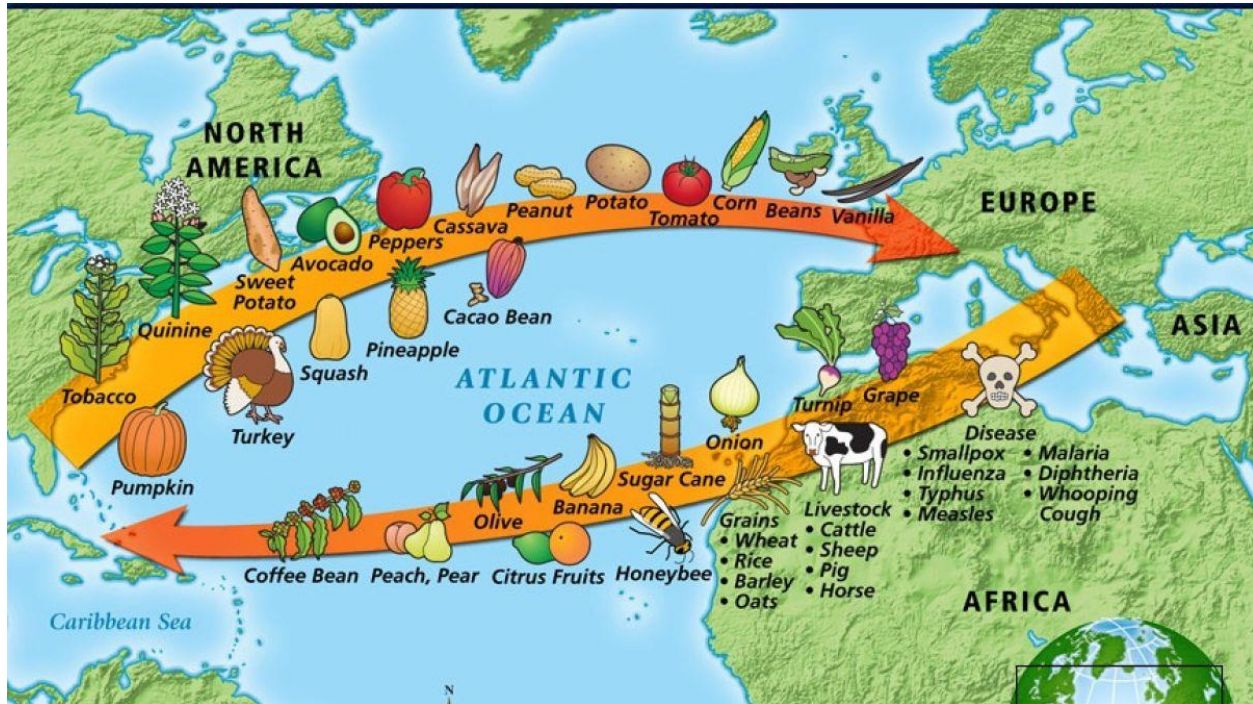 NORTH
AMERICA
EUROPE
ASIA
AFRICA
ATLANTIC
OCEAN
Caribbean Sea
Tobacco
Quinine
Sweet
Potato
Avocado
Peppers
Cassava
Peanut
Potato
Tomato
Corn
Beans
Vanilla
Pumpkin
Turkey
Squash
Pineapple
Cacao Bean
Coffee Bean
Peach, Pear
Olive
Citrus Fruits
Banana
Honeybee
Sugar Cane
Onion
Grains
• Wheat
• Rice
• Barley
• Oats
Turnip
Grape
Livestock
• Cattle
• Sheep
• Pig
• Horse
Disease
• Smallpox
• Influenza
• Typhus
• Measles
• Malaria
• Diphtheria
• Whooping
Cough
N